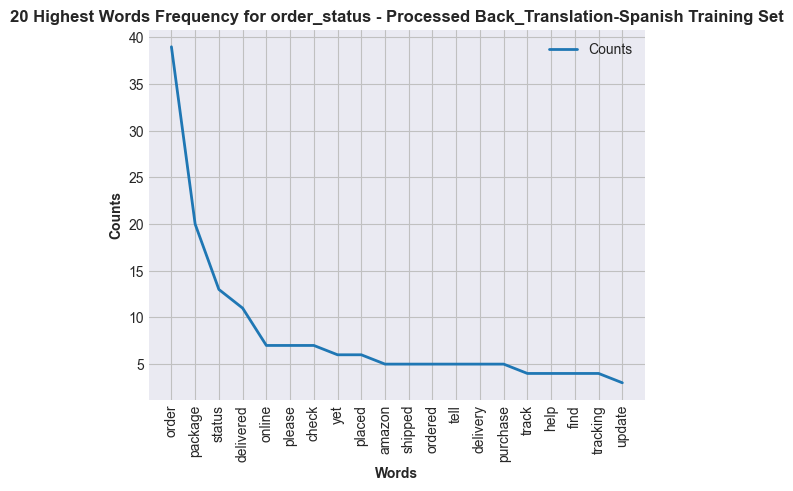 20 Highest Words Frequency for order_status - Processed Back_Translation-Spanish Training Set
Counts
40
35
30
25
20
15
10
5
Counts
order
package
status
delivered
online
please
check
yet
placed
amazon
shipped
ordered
tell
delivery
purchase
track
help
find
tracking
update
Words